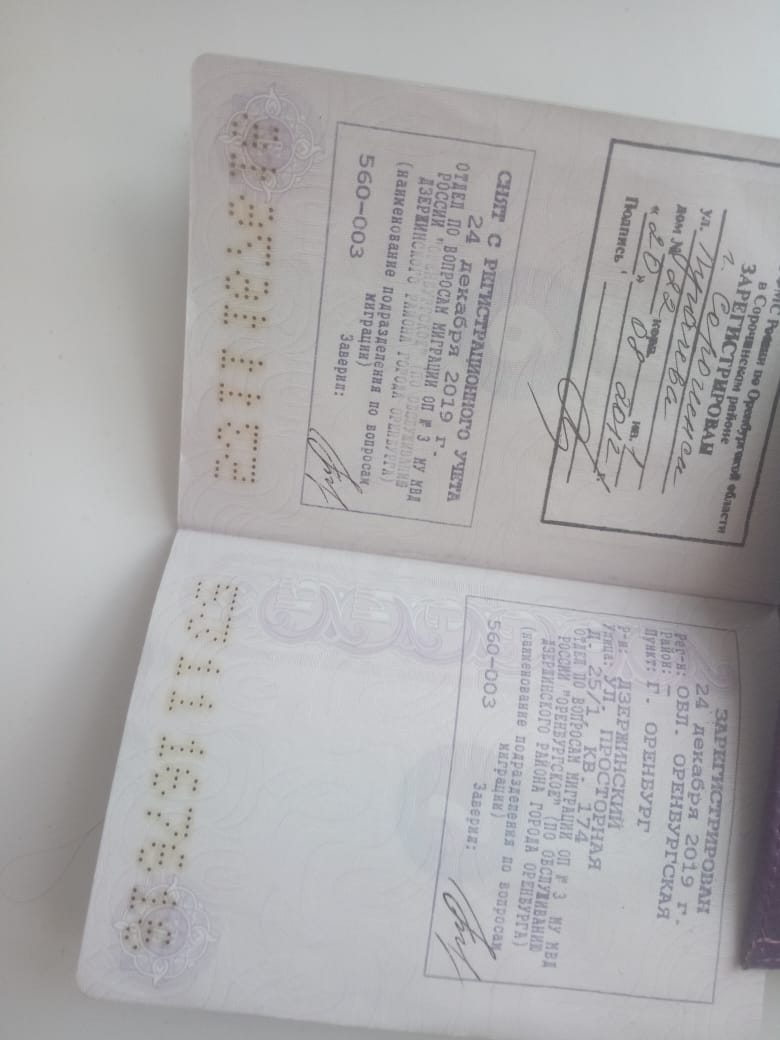 России по Оренбургской области
в Сорочинском районе
ЗАРЕГИСТРИРОВАН
г. Сорочинск
ул.
дом № кв. 1
"20"
Подпись
СНЯТ С РЕГИСТРАЦИОННОГО УЧЕТА
24 декабря 2019 г.
ОТДЕЛ ПО ВОПРОСАМ МИГРАЦИИ ОП № 3 МУ МВД
РОССИИ "ОРЕНБУРГСКОЕ" (ПО ОБСЛУЖИВАНИЮ
ДЗЕРЖИНСКОГО РАЙОНА ГОРОДА ОРЕНБУРГА)
(наименование подразделения по вопросам
миграции)
560-003
Заверил:
ЗАРЕГИСТРИРОВАН
24 декабря 2019 г.
Рег-н: ОБЛ. ОРЕНБУРГСКАЯ
район: —
Пункт: Г. ОРЕНБУРГ
р-н: ДЗЕРЖИНСКИЙ
улица: УЛ. ПРОСТОРНАЯ
Д. 25/1 КВ. 174
ОТДЕЛ ПО ВОПРОСАМ МИГРАЦИИ ОП № 3 МУ МВД
РОССИИ "ОРЕНБУРГСКОЕ" (ПО ОБСЛУЖИВАНИЮ
ДЗЕРЖИНСКОГО РАЙОНА ГОРОДА ОРЕНБУРГА)
(наименование подразделения по вопросам
миграции)
560-003
Заверил: